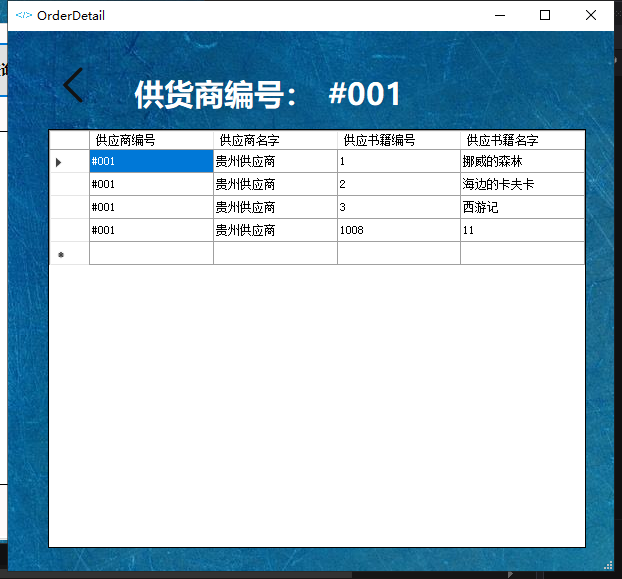 </> OrderDetail
供货商编号： #001
供应商编号 供应商名字 供应书籍编号 供应书籍名字
#001 贵州供应商 1 挪威的森林
#001 贵州供应商 2 海边的卡夫卡
#001 贵州供应商 3 西游记
#001 贵州供应商 1008 11